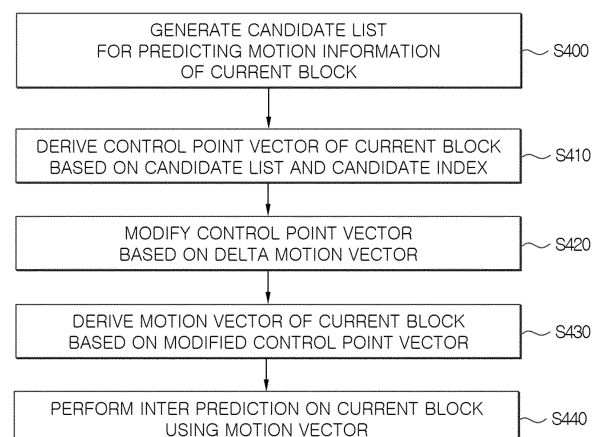 GENERATE CANDIDATE LIST
FOR PREDICTING MOTION INFORMATION
OF CURRENT BLOCK
S400
DERIVE CONTROL POINT VECTOR OF CURRENT BLOCK
BASED ON CANDIDATE LIST AND CANDIDATE INDEX
S410
MODIFY CONTROL POINT VECTOR
BASED ON DELTA MOTION VECTOR
S420
DERIVE MOTION VECTOR OF CURRENT BLOCK
BASED ON MODIFIED CONTROL POINT VECTOR
S430
PERFORM INTER PREDICTION ON CURRENT BLOCK
USING MOTION VECTOR
S440